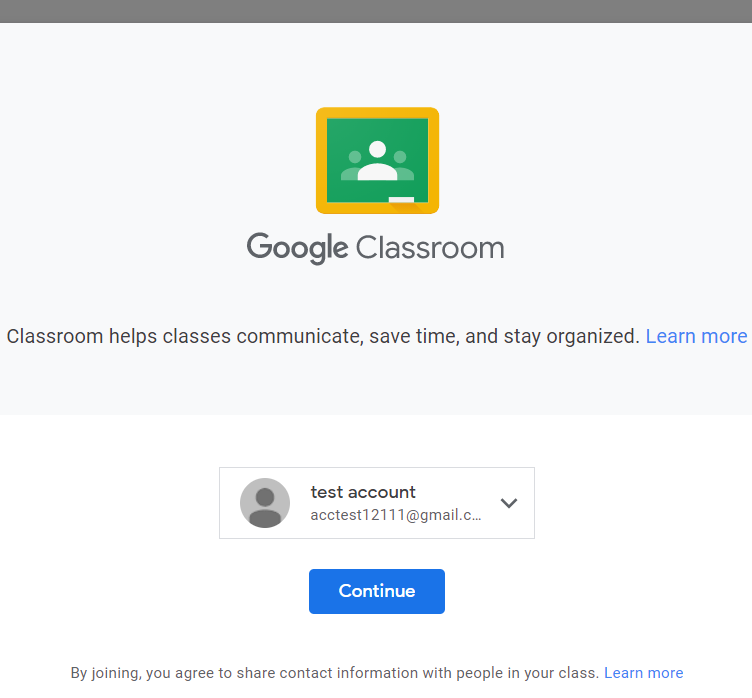 Google Classroom
Classroom helps classes communicate, save time, and stay organized. Learn more
test account
acctest12111@gmail.c...
Continue
By joining, you agree to share contact information with people in your class. Learn more